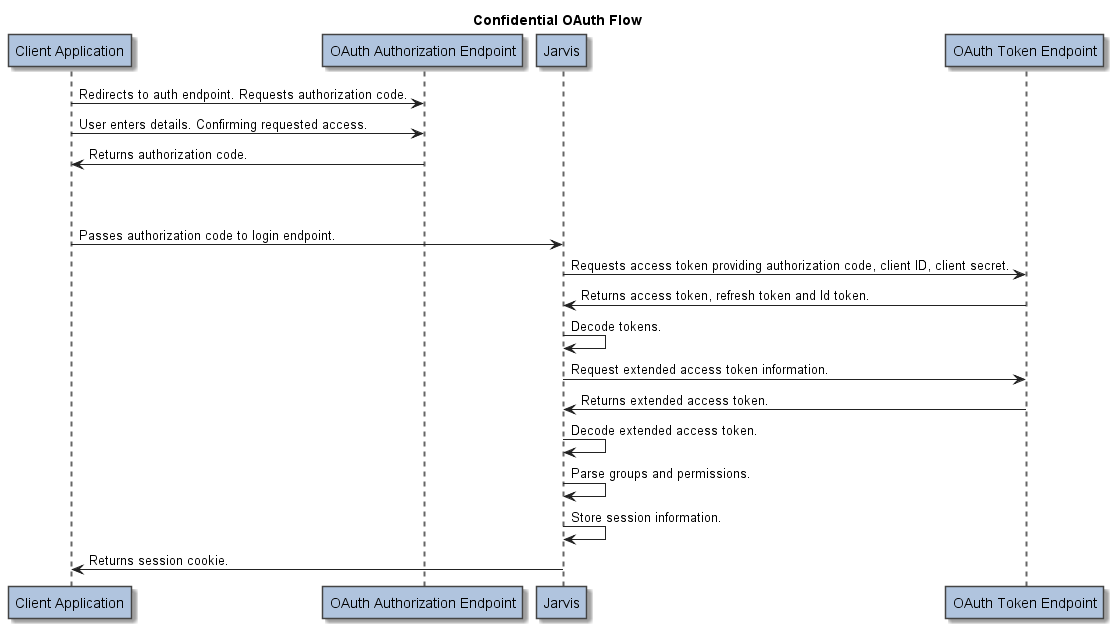 Confidential OAuth Flow
Client Application
OAuth Authorization Endpoint
Jarvis
OAuth Token Endpoint
Redirects to auth endpoint. Requests authorization code.
User enters details. Confirming requested access.
Returns authorization code.
Passes authorization code to login endpoint.
Requests access token providing authorization code, client ID, client secret.
Returns access token, refresh token and Id token.
Decode tokens.
Request extended access token information.
Returns extended access token.
Decode extended access token.
Parse groups and permissions.
Store session information.
Returns session cookie.
Client Application
OAuth Authorization Endpoint
Jarvis
OAuth Token Endpoint